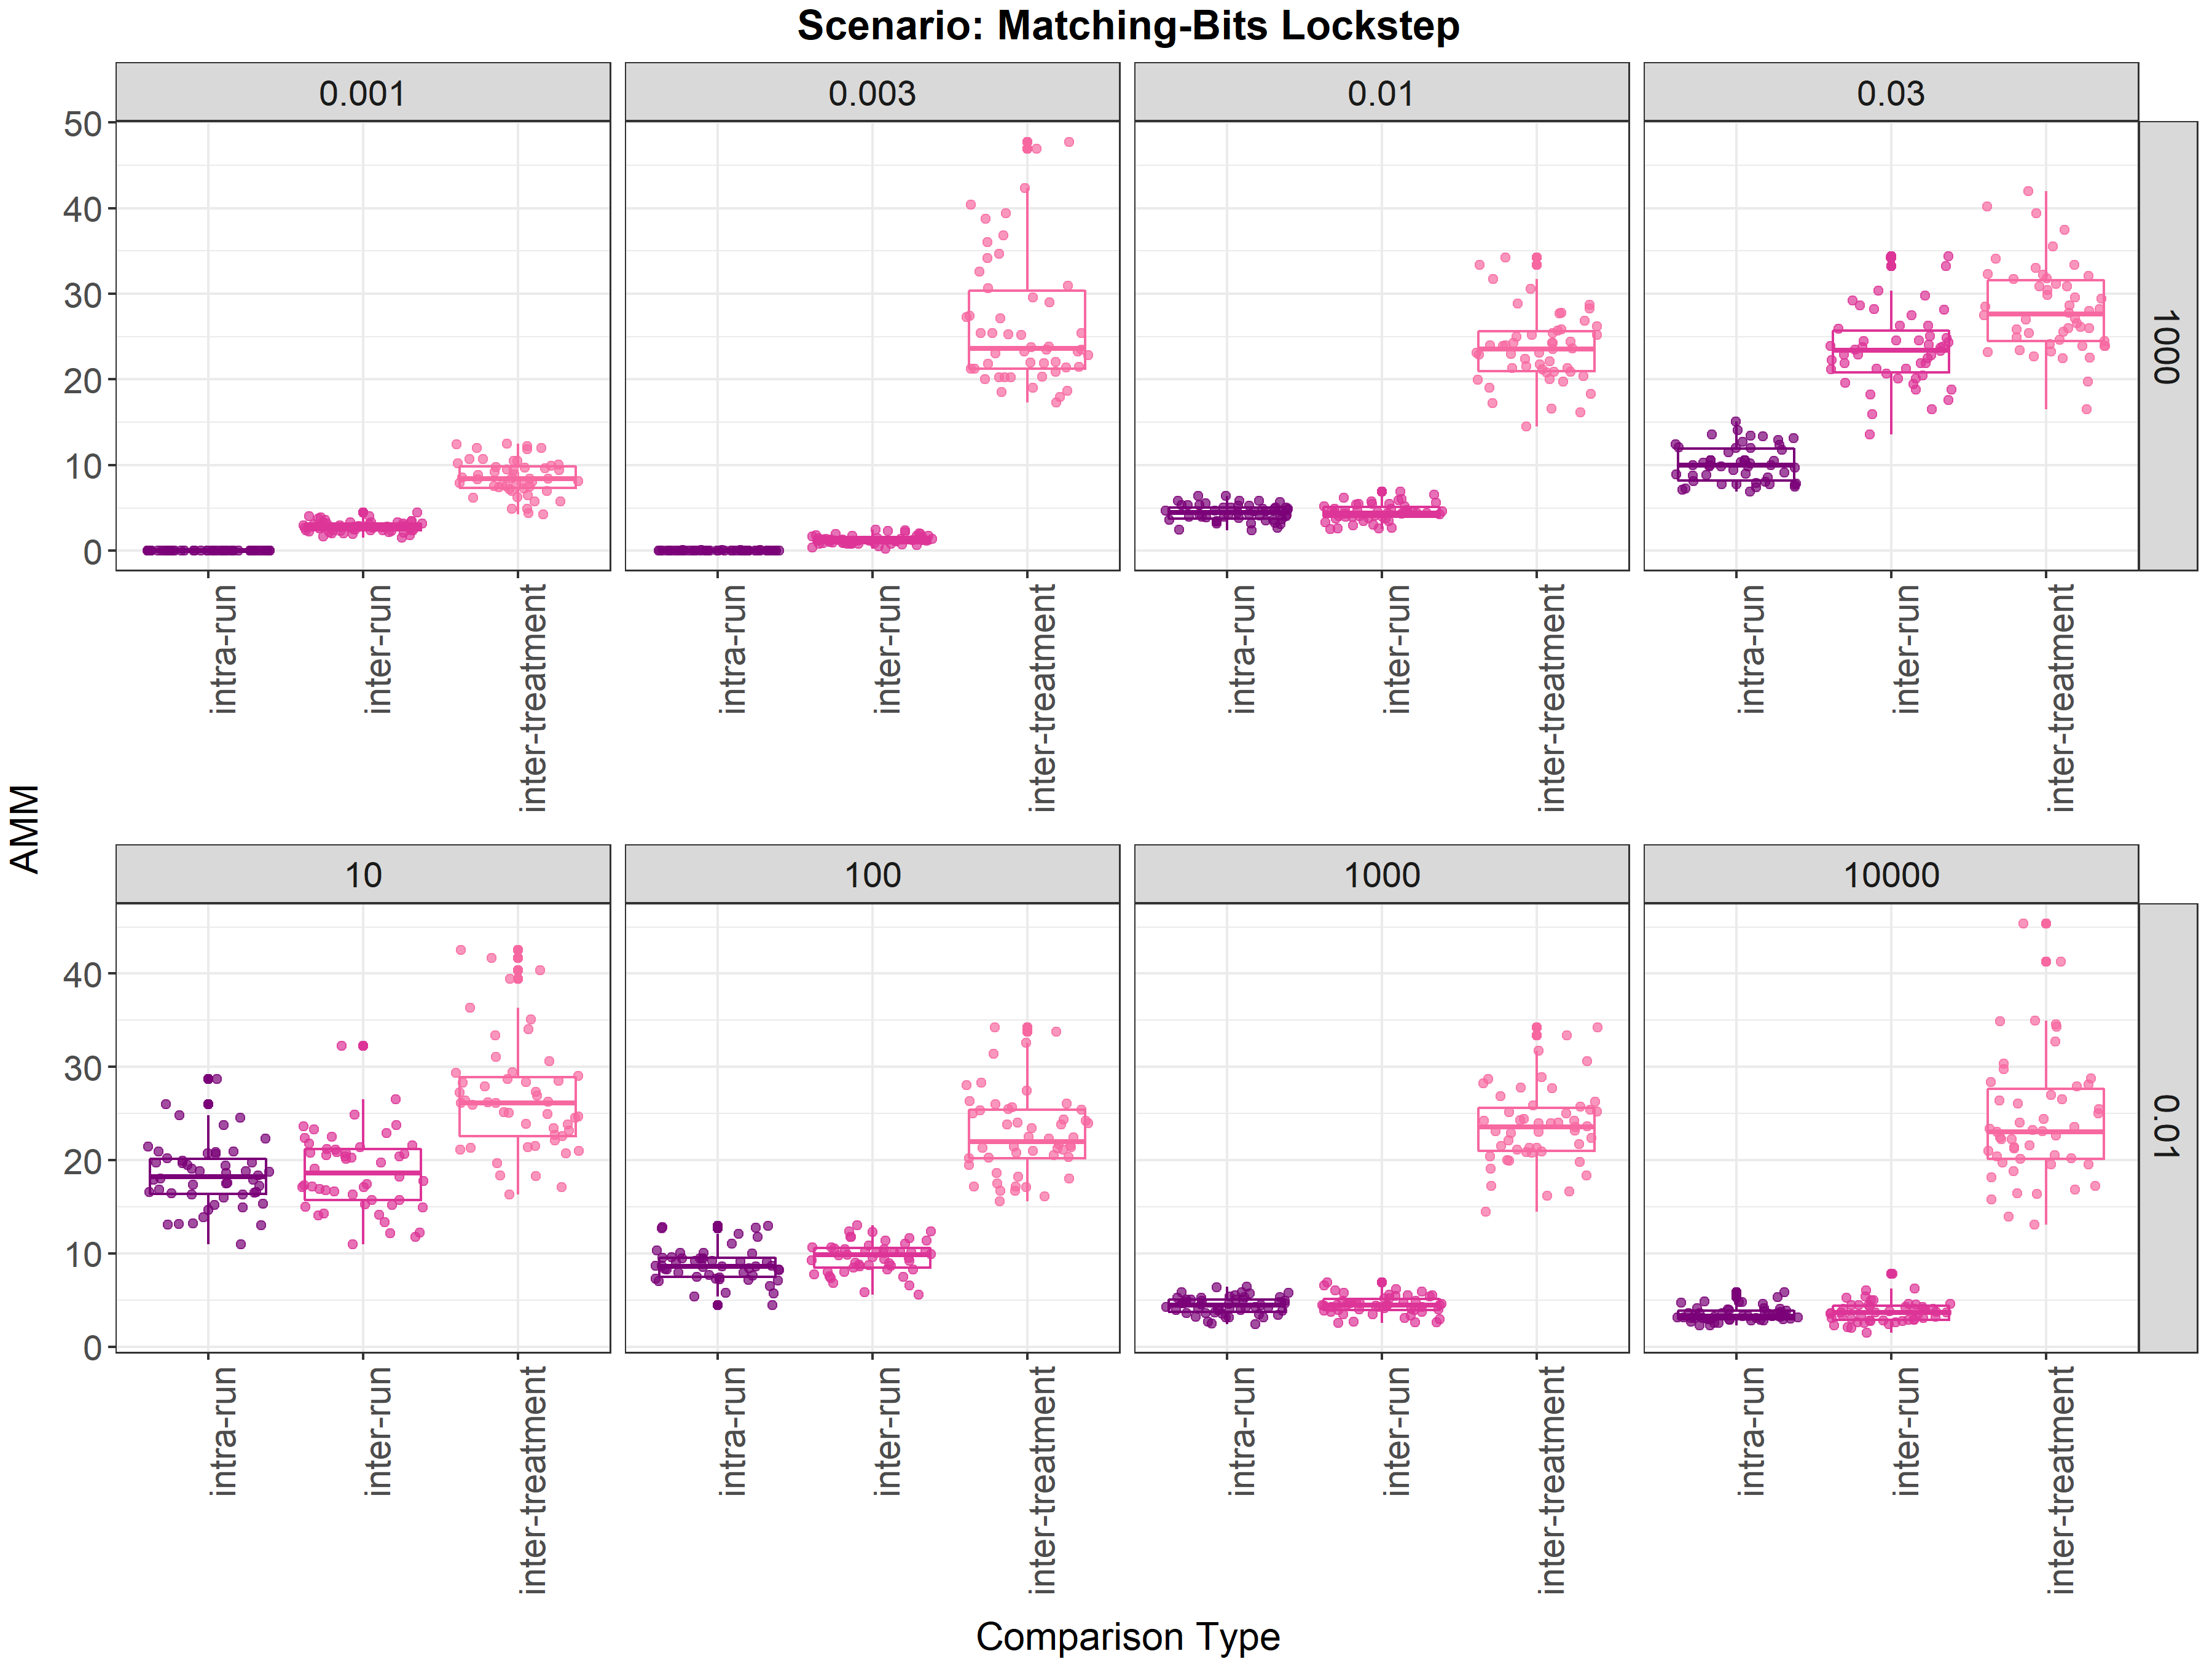 Scenario: Matching-Bits Lockstep
0.001 0.003 0.01 0.03
50
40
30
20
10
0
1000
intra-run inter-run inter-treatment intra-run inter-run inter-treatment intra-run inter-run inter-treatment intra-run inter-run inter-treatment
AMM
10 100 1000 10000
40
30
20
10
0
0.01
intra-run inter-run inter-treatment intra-run inter-run inter-treatment intra-run inter-run inter-treatment intra-run inter-run inter-treatment
Comparison Type